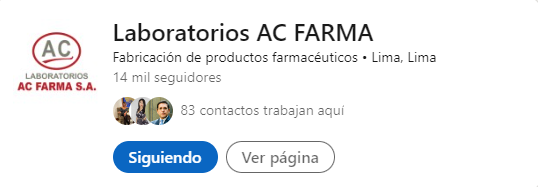 Laboratorios AC FARMA
Fabricación de productos farmacéuticos • Lima, Lima
14 mil seguidores
AC
LABORATORIOS
AC FARMA S.A.
83 contactos trabajan aquí
Siguiendo
Ver página